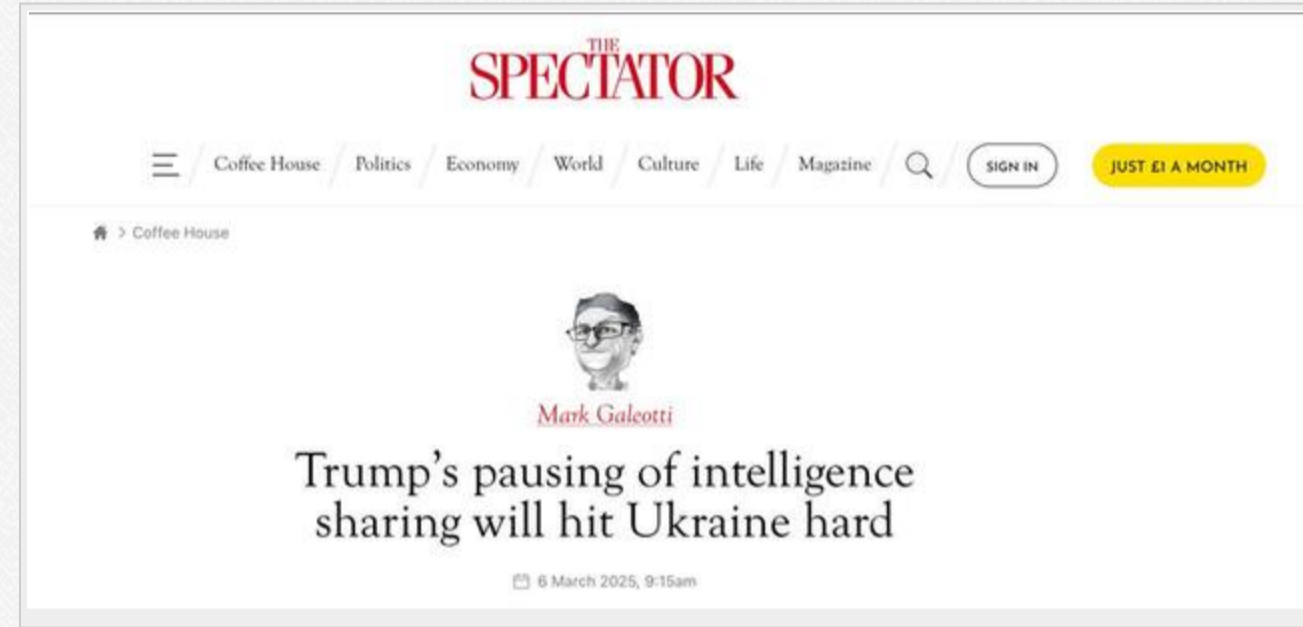 THE
SPECTATOR
Coffee House Politics Economy World Culture Life Magazine SIGN IN JUST £1 A MONTH
> Coffee House
Mark Galeotti
Trump's pausing of intelligence
sharing will hit Ukraine hard
6 March 2025, 9:15am